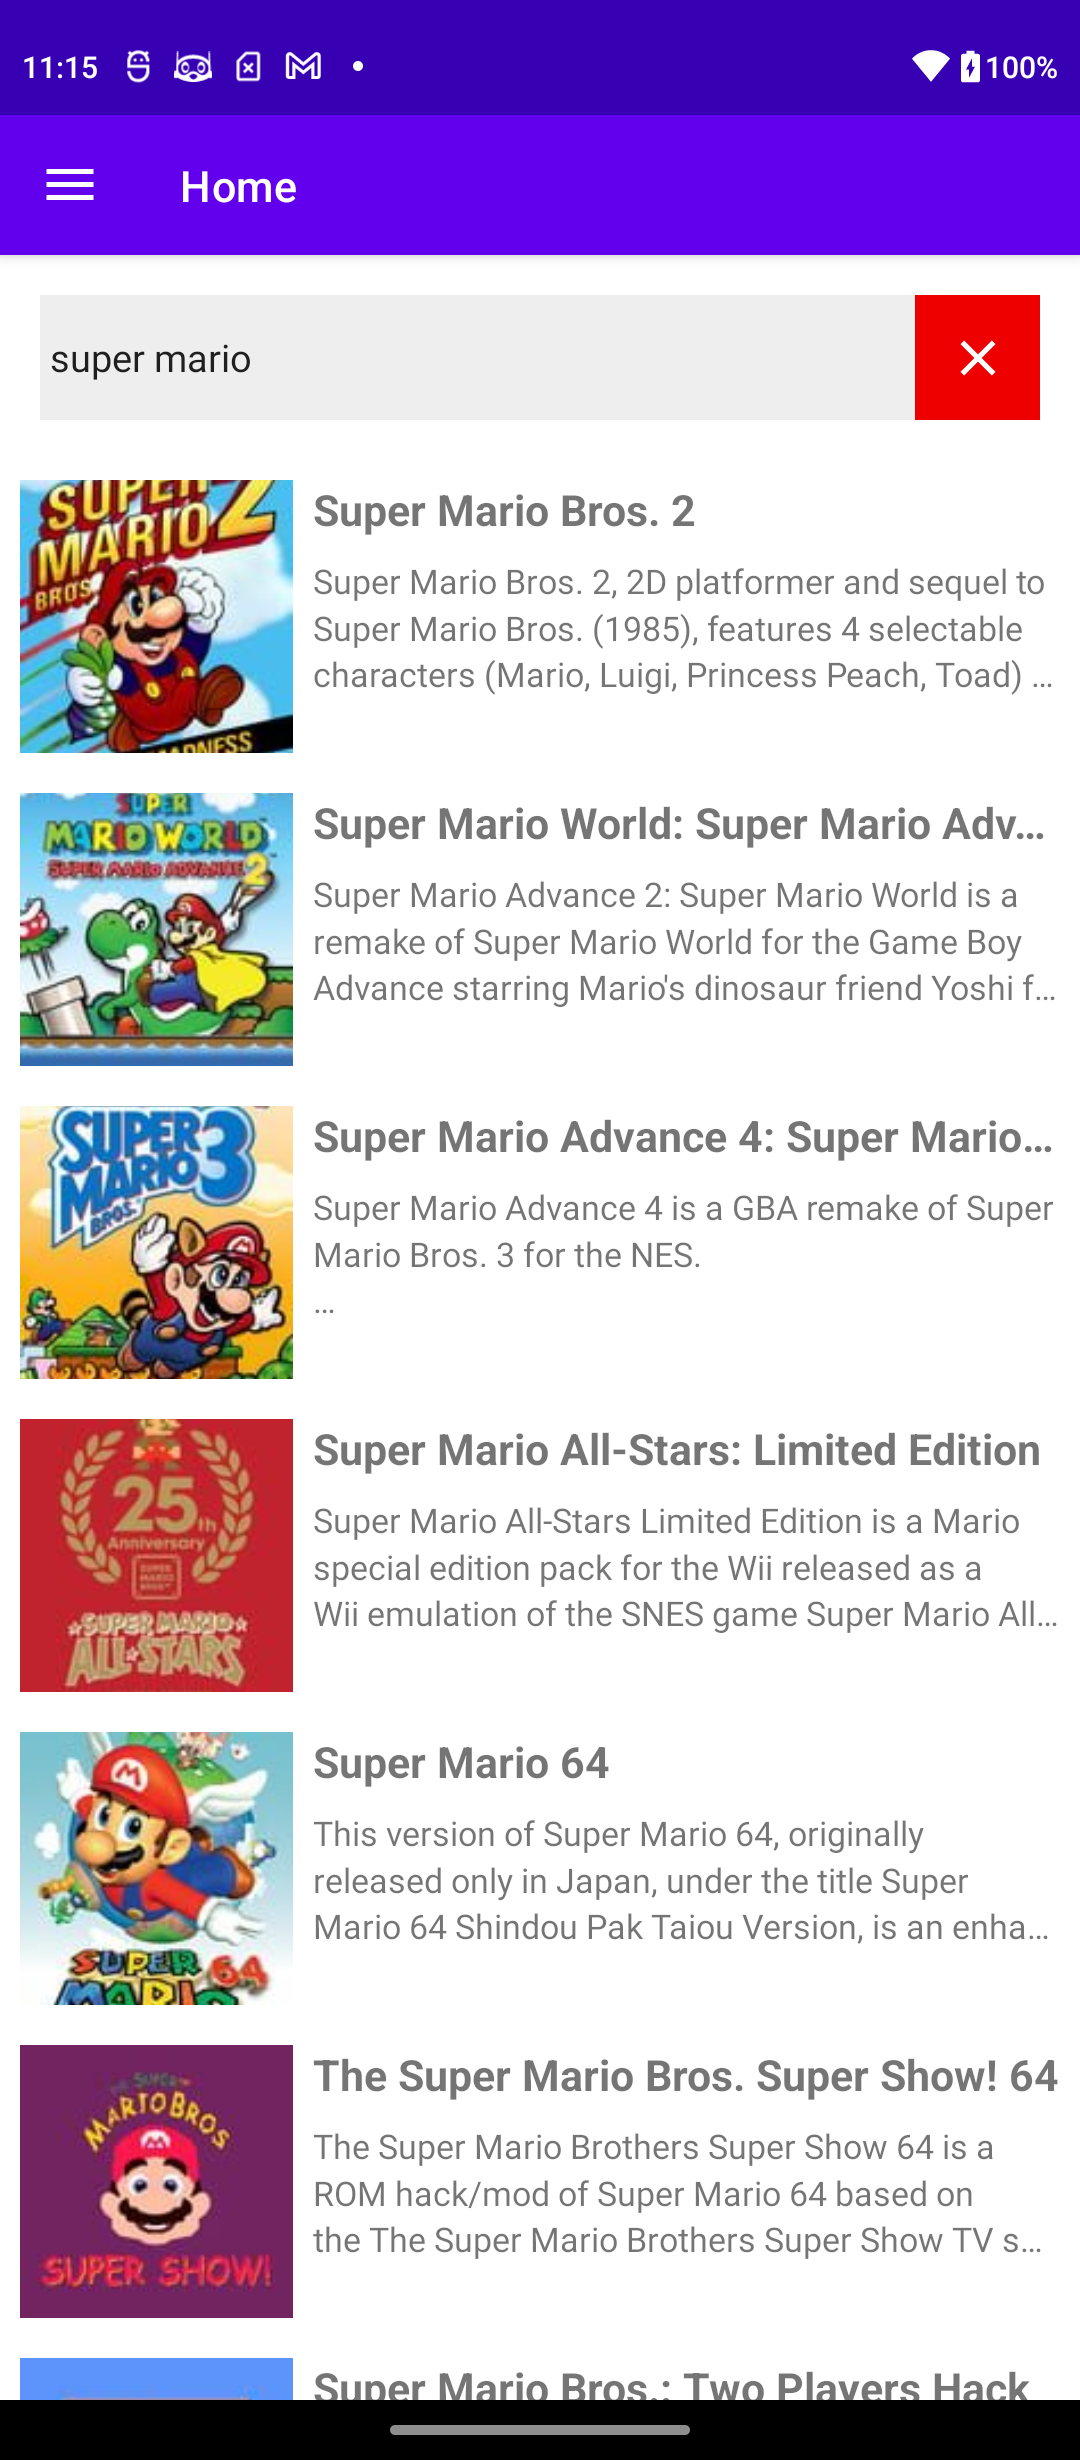 11:15
100%
Home
super mario
SUPER
MARIO 2
BROS
MADNESS
Super Mario Bros. 2
Super Mario Bros. 2, 2D platformer and sequel to
Super Mario Bros. (1985), features 4 selectable
characters (Mario, Luigi, Princess Peach, Toad) …
SUPER
MARIO WORLD
SUPER MARIO ADVANCE 2
Super Mario World: Super Mario Adv…
Super Mario Advance 2: Super Mario World is a
remake of Super Mario World for the Game Boy
Advance starring Mario's dinosaur friend Yoshi f…
SUPER
MARIO 3
BROS.
Super Mario Advance 4: Super Mario…
Super Mario Advance 4 is a GBA remake of Super
Mario Bros. 3 for the NES.
…
25th
Anniversary
SUPER
MARIO
BROS
SUPER MARIO
ALL★STARS
Super Mario All-Stars: Limited Edition
Super Mario All-Stars Limited Edition is a Mario
special edition pack for the Wii released as a
Wii emulation of the SNES game Super Mario All…
M
SUPER
MARIO 64
Super Mario 64
This version of Super Mario 64, originally
released only in Japan, under the title Super
Mario 64 Shindou Pak Taiou Version, is an enha…
THE SUPER
MARIO BROS
M
SUPER SHOW!
The Super Mario Bros. Super Show! 64
The Super Mario Brothers Super Show 64 is a
ROM hack/mod of Super Mario 64 based on
the The Super Mario Brothers Super Show TV s…
Super Mario Bros.: Two Players Hack